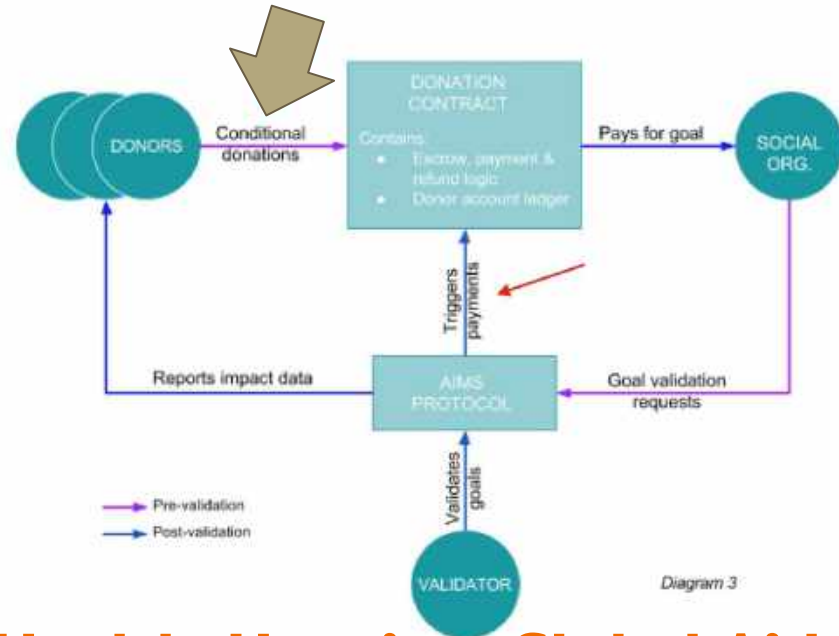 DONATION
CONTRACT
Contains:
Escrow, payment &
refund logic
Donor account ledger
DONORS
Conditional
donations
Pays for goal
SOCIAL
ORG.
Triggers
payments
Reports impact data
AIMS
PROTOCOL
Goal validation
requests
Validates
goals
Pre-validation
Post-validation
VALIDATOR
Diagram 3